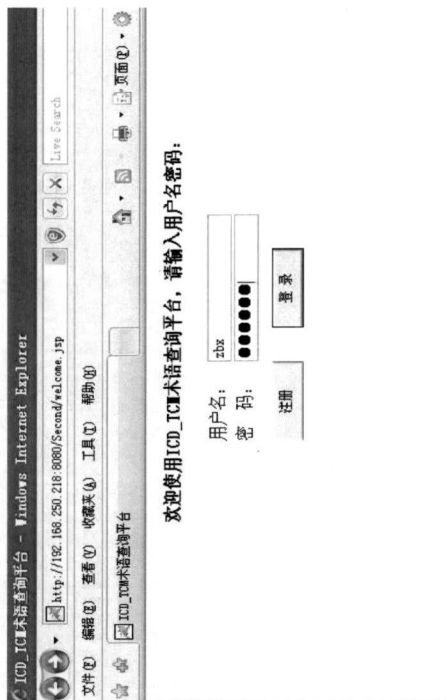 ICD_TCM术语查询平台 - Windows Internet Explorer
http://192.168.250.218:8080/Second/welcome.jsp
Live Search
文件(F) 编辑(E) 查看(V) 收藏夹(A) 工具(T) 帮助(H)
ICD_TCM术语查询平台
页面(P)
欢迎使用ICD_TCM术语查询平台，请输入用户名密码:
用户名: zbx
密 码: ●●●●●●
注册 登录